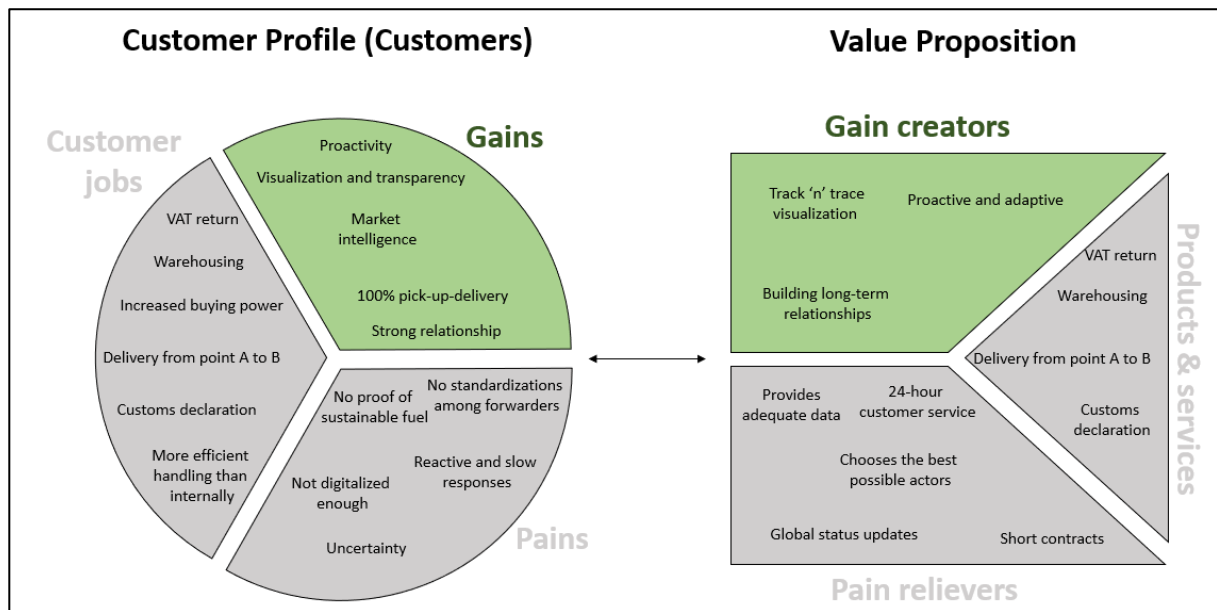 Customer Profile (Customers)
Value Proposition
Customer
jobs
Gains
Proactivity
Visualization and transparency
Market
intelligence
100% pick-up-delivery
Strong relationship
VAT return
Warehousing
Increased buying power
Delivery from point A to B
Customs declaration
More efficient
handling than
internally
No proof of
sustainable fuel
No standardizations
among forwarders
Reactive and slow
responses
Not digitalized
enough
Uncertainty
Pains
Gain creators
Track ‘n’ trace
visualization
Proactive and adaptive
Building long-term
relationships
VAT return
Warehousing
Delivery from point A to B
Customs
declaration
Products & services
Provides
adequate data
24-hour
customer service
Chooses the best
possible actors
Global status updates
Short contracts
Pain relievers